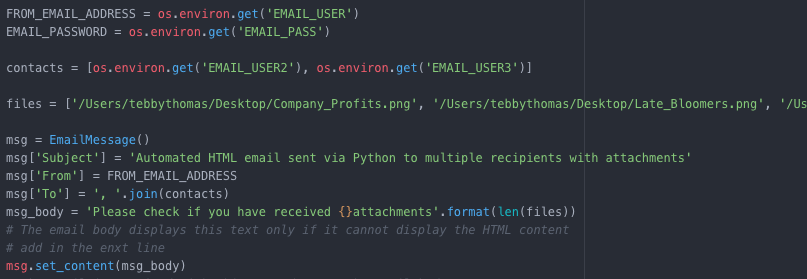 FROM_EMAIL_ADDRESS = os.environ.get('EMAIL_USER')
EMAIL_PASSWORD = os.environ.get('EMAIL_PASS')
contacts = [os.environ.get('EMAIL_USER2'), os.environ.get('EMAIL_USER3')]
files = ['/Users/tebbythomas/Desktop/Company_Profits.png', '/Users/tebbythomas/Desktop/Late_Bloomers.png', '/Us
msg = EmailMessage()
msg['Subject'] = 'Automated HTML email sent via Python to multiple recipients with attachments'
msg['From'] = FROM_EMAIL_ADDRESS
msg['To'] = ', '.join(contacts)
msg_body = 'Please check if you have received {}attachments'.format(len(files))
# The email body displays this text only if it cannot display the HTML content
# add in the enxt line
msg.set_content(msg_body)